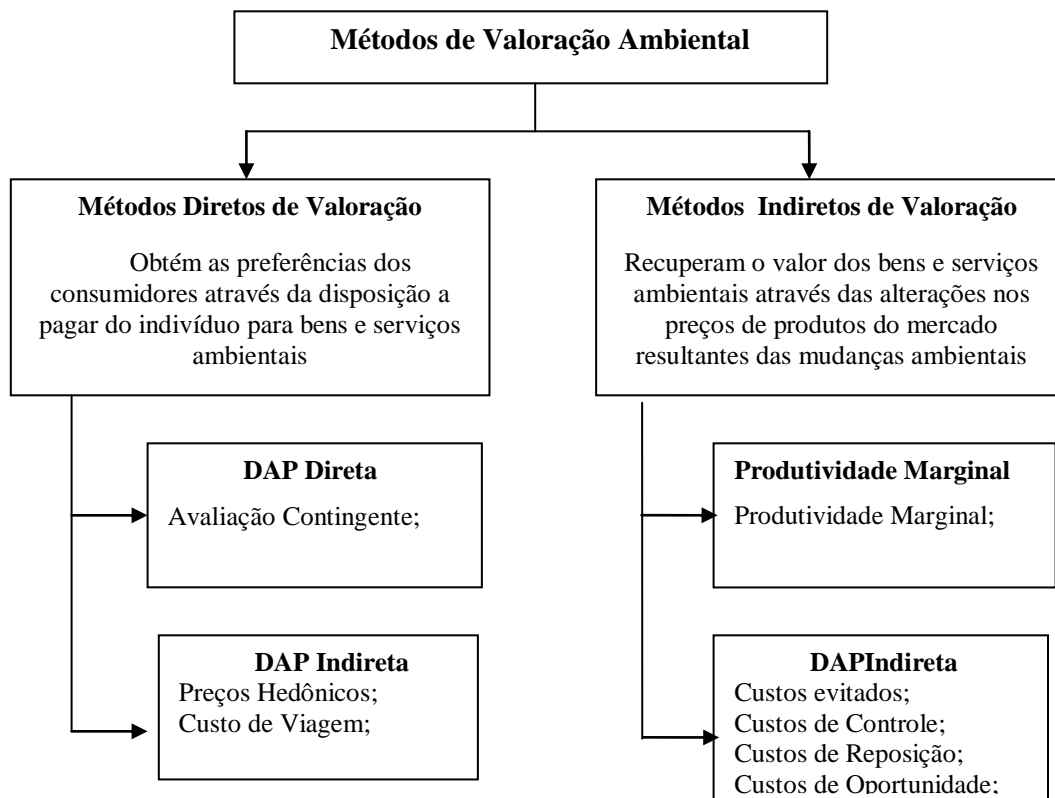 Métodos de Valoração Ambiental
Métodos Diretos de Valoração
Obtém as preferências dos
consumidores através da disposição a
pagar do indivíduo para bens e serviços
ambientais
Métodos Indiretos de Valoração
Recuperam o valor dos bens e serviços
ambientais através das alterações nos
preços de produtos do mercado
resultantes das mudanças ambientais
DAP Direta
Avaliação Contingente;
Produtividade Marginal
Produtividade Marginal;
DAP Indireta
Preços Hedônicos;
Custo de Viagem;
DAPIndireta
Custos evitados;
Custos de Controle;
Custos de Reposição;
Custos de Oportunidade;